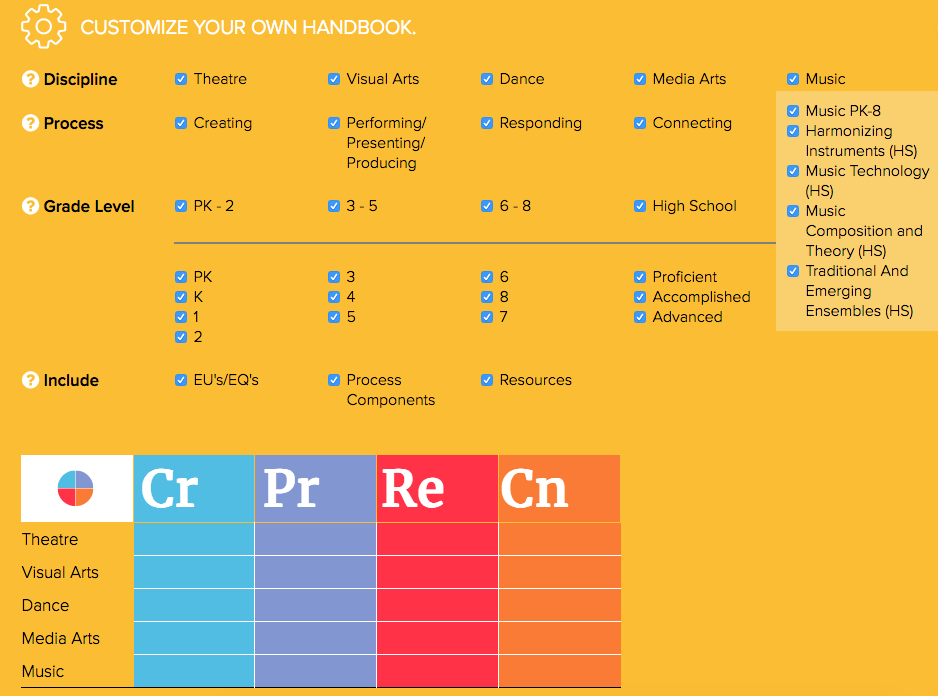 CUSTOMIZE YOUR OWN HANDBOOK.
? Discipline Theatre Visual Arts Dance Media Arts Music
Music PK-8
Harmonizing
Instruments (HS)
Music Technology
(HS)
Music
Composition and
Theory (HS)
Traditional And
Emerging
Ensembles (HS)
? Process Creating Performing/ Responding Connecting
Presenting/
Producing
? Grade Level PK - 2 3 - 5 6 - 8 High School
PK 3 6 Proficient
K 4 8 Accomplished
1 5 7 Advanced
2
? Include EU's/EQ's Process Resources
Components
Cr Pr Re Cn
Theatre
Visual Arts
Dance
Media Arts
Music